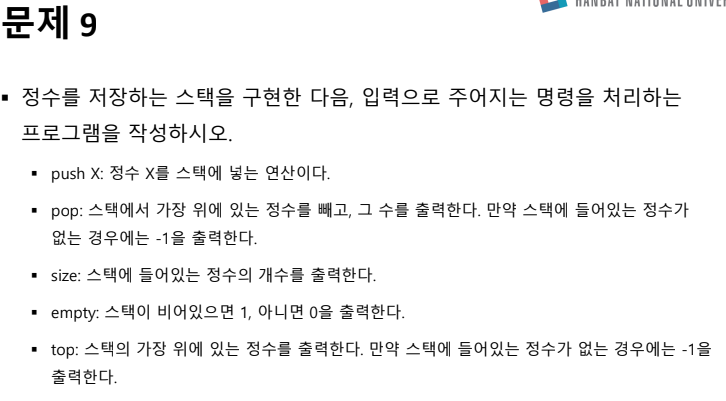 HANBAT NATIONAL UNIVER
문제 9
▪ 정수를 저장하는 스택을 구현한 다음, 입력으로 주어지는 명령을 처리하는
프로그램을 작성하시오.
▪ push X: 정수 X를 스택에 넣는 연산이다.
▪ pop: 스택에서 가장 위에 있는 정수를 빼고, 그 수를 출력한다. 만약 스택에 들어있는 정수가
없는 경우에는 -1을 출력한다.
▪ size: 스택에 들어있는 정수의 개수를 출력한다.
▪ empty: 스택이 비어있으면 1, 아니면 0을 출력한다.
▪ top: 스택의 가장 위에 있는 정수를 출력한다. 만약 스택에 들어있는 정수가 없는 경우에는 -1을
출력한다.